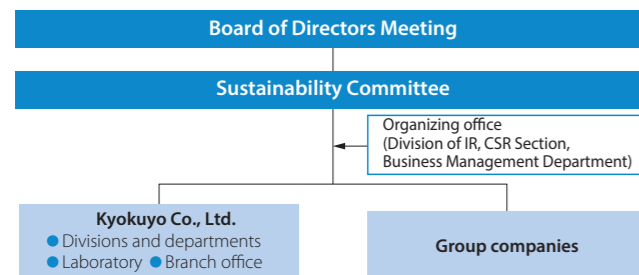 Board of Directors Meeting
Sustainability Committee
Organizing office
(Division of IR, CSR Section,
Business Management Department)
Kyokuyo Co., Ltd.
● Divisions and departments
● Laboratory ● Branch office
Group companies